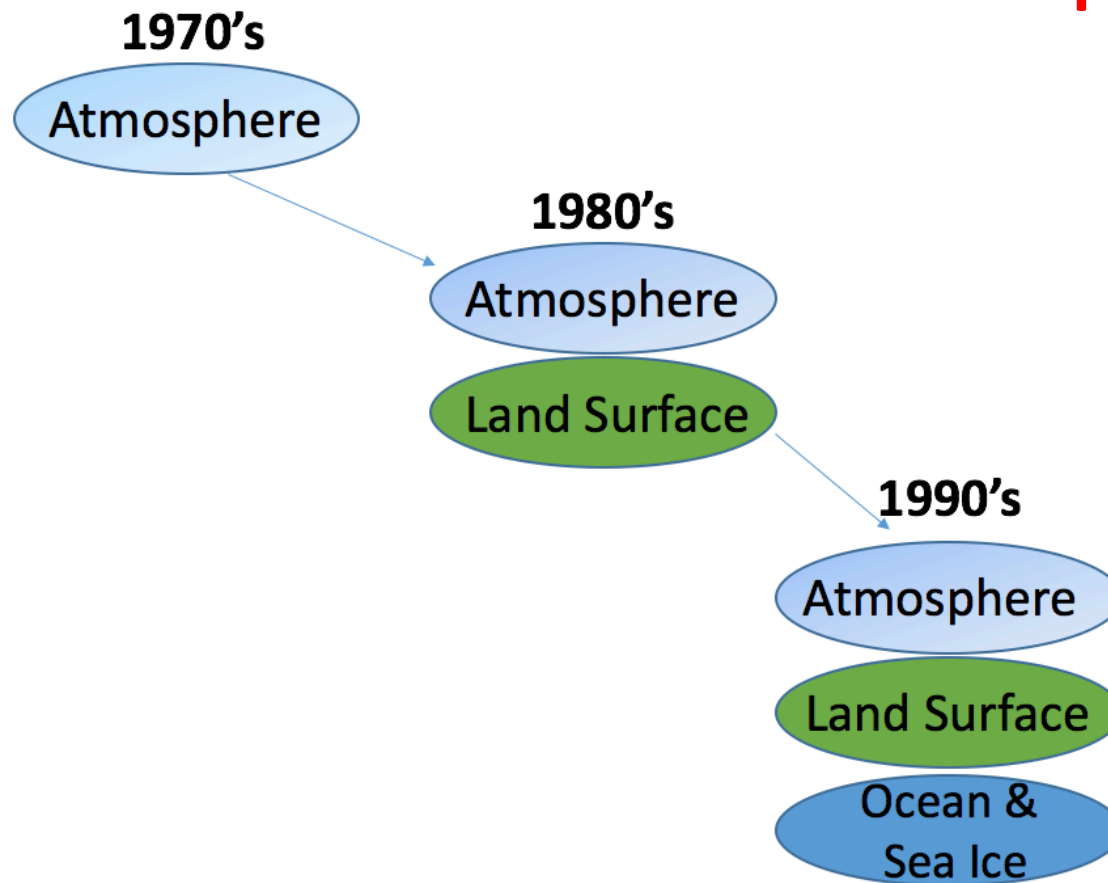 1970’s
Atmosphere
1980’s
Atmosphere
Land Surface
1990’s
Atmosphere
Land Surface
Ocean &
Sea Ice